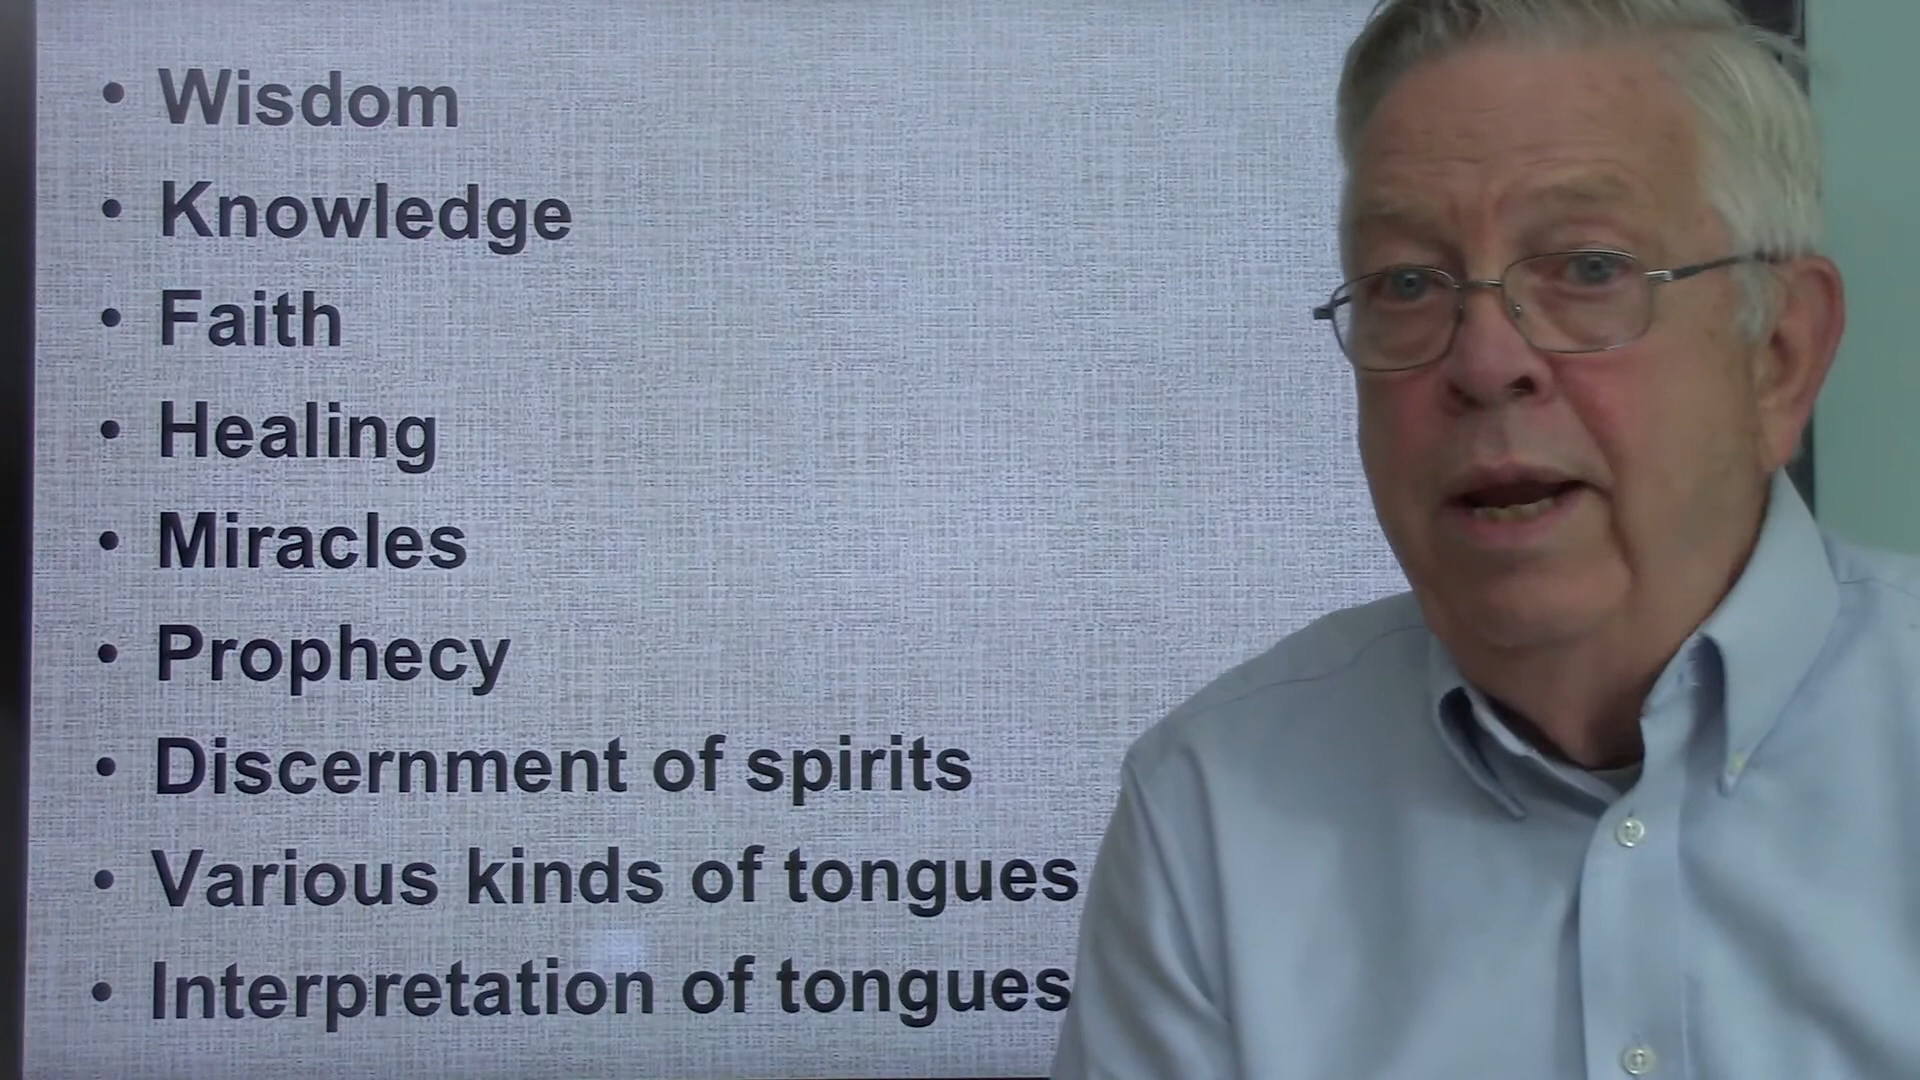 • Wisdom
• Knowledge
• Faith
• Healing
• Miracles
• Prophecy
• Discernment of spirits
• Various kinds of tongues
• Interpretation of tongues